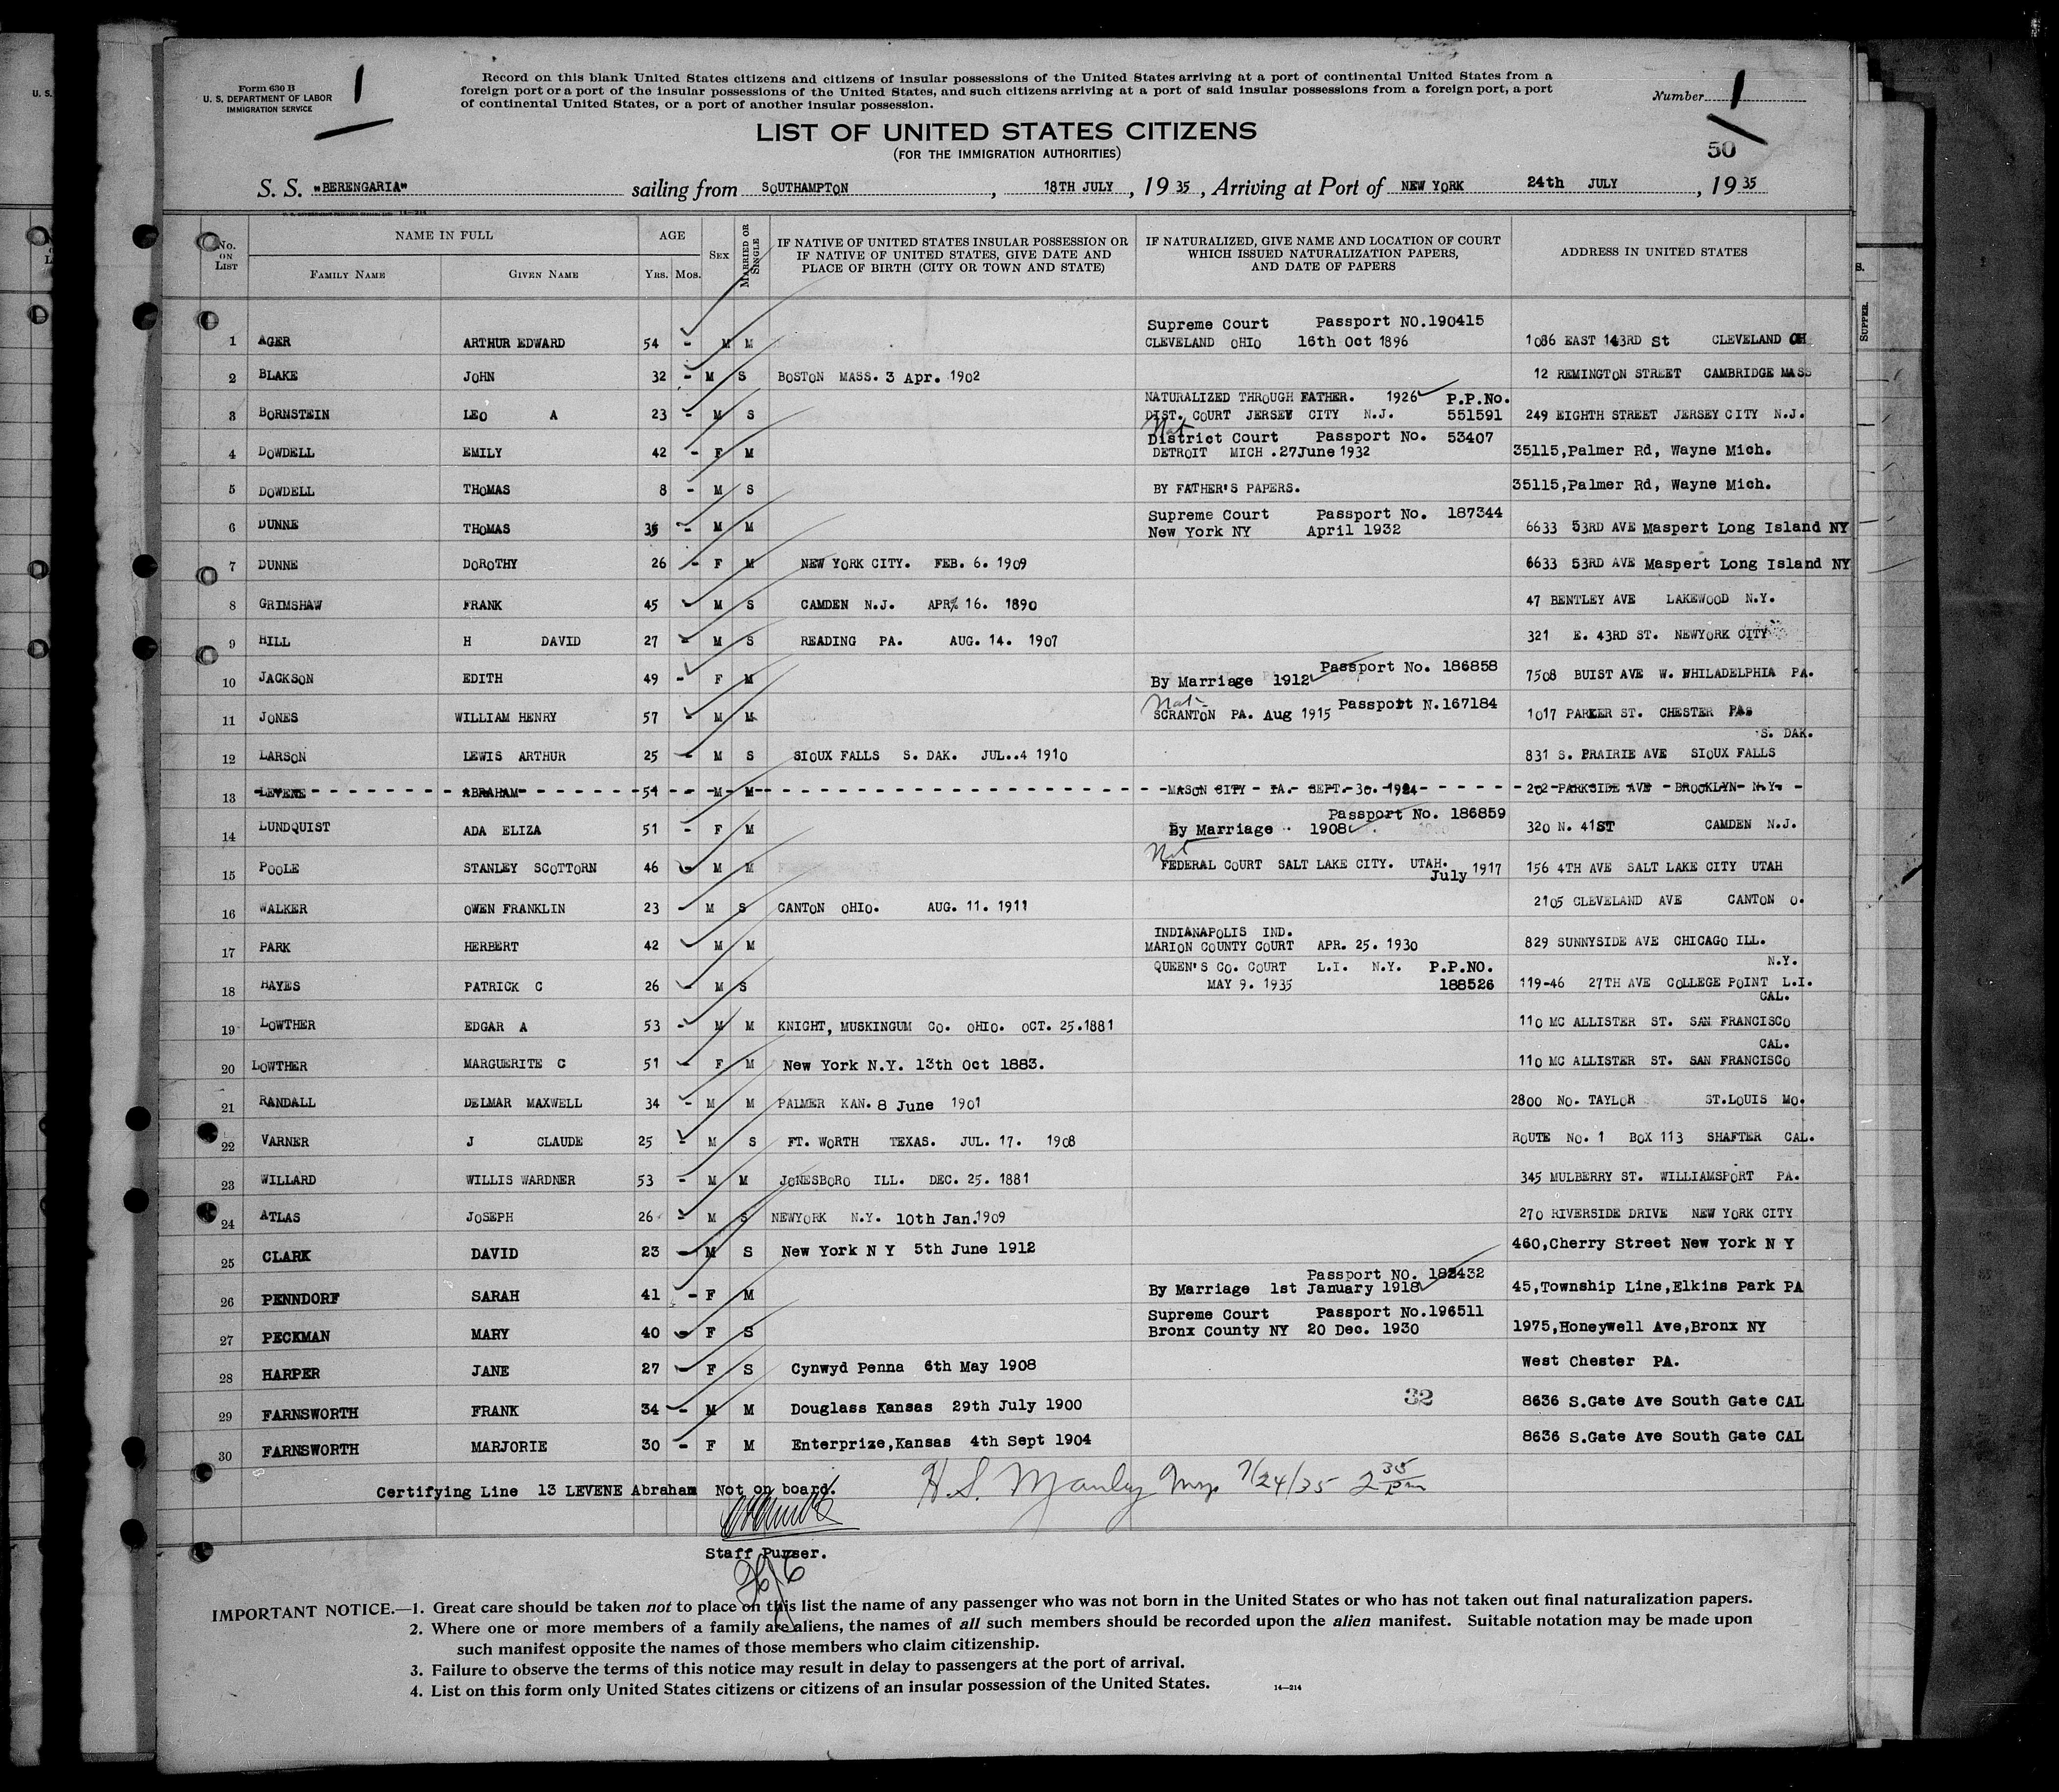 Form 630 B
U. S. DEPARTMENT OF LABOR
IMMIGRATION SERVICE
1
Record on this blank United States citizens and citizens of insular possessions of the United States arriving at a port of continental United States from a
foreign port or a port of the insular possessions of the United States, and such citizens arriving at a port of said insular possessions from a foreign port, a port
of continental United States, or a port of another insular possession.
Number 1
LIST OF UNITED STATES CITIZENS
(FOR THE IMMIGRATION AUTHORITIES)
50
S. S. "BERENGARIA" sailing from SOUTHAMPTON, 18TH JULY, 1935, Arriving at Port of NEW YORK 24th JULY, 1935
No. ON LIST
NAME IN FULL
FAMILY NAME GIVEN NAME
AGE
YRS. MOS.
SEX
MARRIED OR SINGLE
IF NATIVE OF UNITED STATES INSULAR POSSESSION OR
IF NATIVE OF UNITED STATES, GIVE DATE AND
PLACE OF BIRTH (CITY OR TOWN AND STATE)
IF NATURALIZED, GIVE NAME AND LOCATION OF COURT
WHICH ISSUED NATURALIZATION PAPERS,
AND DATE OF PAPERS
ADDRESS IN UNITED STATES
Supreme Court Passport NO.190415
1 AGER ARTHUR EDWARD 54 - M M CLEVELAND OHIO 16th Oct 1896 1086 EAST 143RD St CLEVELAND OH
2 BLAKE JOHN 32 - M S BOSTON MASS. 3 Apr. 1902 12 REMINGTON STREET CAMBRIDGE MASS
NATURALIZED THROUGH FATHER. 1926 P.P.No.
3 BORNSTEIN LEO A 23 - M S DIST. COURT JERSEY CITY N.J. 551591 249 EIGHTH STREET JERSEY CITY N.J.
Nat
District Court Passport No. 53407
4 DOWDELL EMILY 42 - F M DETROIT MICH .27June 1932 35115,Palmer Rd, Wayne Mich.
5 DOWDELL THOMAS 8 - M S BY FATHER'S PAPERS. 35115,Palmer Rd, Wayne Mich.
Supreme Court Passport No. 187344
6 DUNNE THOMAS - M M New York NY April 1932 6633 53RD AVE Maspert Long Island NY
7 DUNNE DOROTHY 26 - F M NEW YORK CITY. FEB. 6. 1909 6633 53RD AVE Maspert Long Island NY
8 GRIMSHAW FRANK 45 - M S CAMDEN N.J. APR 16. 1890 47 BENTLEY AVE LAKEWOOD N.Y.
9 HILL H DAVID 27 - M S READING PA. AUG. 14. 1907 321 E. 43RD ST. NEWYORK CITY
Passport No. 186858
10 JACKSON EDITH 49 - F M By Marriage 1912 7508 BUIST AVE W. PHILADELPHIA PA.
Nat
Passport N.167184
11 JONES WILLIAM HENRY 57 - M M SCRANTON PA. Aug 1915 1017 PARKER ST. CHESTER PA
S. DAK.
12 LARSON LEWIS ARTHUR 25 - M S SIOUX FALLS S. DAK. JUL..4 1910 831 S. PRAIRIE AVE SIOUX FALLS
13 LEVENE ABRAHAM 54 - M M MASON CITY IA. SEPT. 30. 1924 202 PARKSIDE AVE BROOKLYN N.Y.
Passport No. 186859
14 LUNDQUIST ADA ELIZA 51 - F M By Marriage 1908 320 N. 41ST CAMDEN N.J.
Nat
15 POOLE STANLEY SCOTTORN 46 - M M FEDERAL COURT SALT LAKE CITY. UTAH. July 1917 156 4TH AVE SALT LAKE CITY UTAH
16 WALKER OWEN FRANKLIN 23 - M S CANTON OHIO. AUG. 11. 1911 2105 CLEVELAND AVE CANTON O.
INDIANAPOLIS IND.
17 PARK HERBERT 42 M M MARION COUNTY COURT APR. 25. 1930 829 SUNNYSIDE AVE CHICAGO ILL.
QUEEN'S CO. COURT L.I. N.Y. P.P.NO. N.Y.
18 HAYES PATRICK C 26 - M S MAY 9. 1935 188526 119-46 27TH AVE COLLEGE POINT L.I.
CAL.
19 LOWTHER EDGAR A 53 - M M KNIGHT, MUSKINGUM CO. OHIO. OCT. 25.1881 110 MC ALLISTER ST. SAN FRANCISCO
CAL.
20 LOWTHER MARGUERITE C 51 - F M New York N.Y. 13th Oct 1883. 110 MC ALLISTER ST. SAN FRANCISCO
21 RANDALL DELMAR MAXWELL 34 - M M PALMER KAN. 8 June 1901 2800 NO. TAYLOR ST.LOUIS MO.
22 VARNER J CLAUDE 25 - M S FT. WORTH TEXAS. JUL. 17. 1908 ROUTE NO. 1 BOX 113 SHAFTER CAL.
23 WILLARD WILLIS WARDNER 53 - M M JONESBORO ILL. DEC. 25. 1881 345 MULBERRY ST. WILLIAMSPORT PA.
24 ATLAS JOSEPH 26 - M S NEWYORK N.Y. 10th Jan.1909 270 RIVERSIDE DRIVE NEW YORK CITY
25 CLARK DAVID 23 - M S New York N Y 5th June 1912 460,Cherry Street New York N Y
Passport NO. 182432
26 PENNDORF SARAH 41 - F M By Marriage 1st January 1918 45,Township Line,Elkins Park PA
Supreme Court Passport No.196511
27 PECKMAN MARY 40 - F S Bronx County NY 20 Dec. 1930 1975,Honeywell Ave,Bronx NY
28 HARPER JANE 27 - F S Cynwyd Penna 6th May 1908 West Chester PA.
32
29 FARNSWORTH FRANK 34 - M M Douglass Kansas 29th July 1900 8636 S.Gate Ave South Gate CAL
30 FARNSWORTH MARJORIE 30 - F M Enterprize,Kansas 4th Sept 1904 8636 S.Gate Ave South Gate CAL
Certifying Line 13 LEVENE Abraham Not on board.
H.S. Manley 7/24/35 2 35 pm
Staff Purser.
IMPORTANT NOTICE.—1. Great care should be taken not to place on this list the name of any passenger who was not born in the United States or who has not taken out final naturalization papers.
2. Where one or more members of a family are aliens, the names of all such members should be recorded upon the alien manifest. Suitable notation may be made upon
such manifest opposite the names of those members who claim citizenship.
3. Failure to observe the terms of this notice may result in delay to passengers at the port of arrival.
4. List on this form only United States citizens or citizens of an insular possession of the United States.
14—214